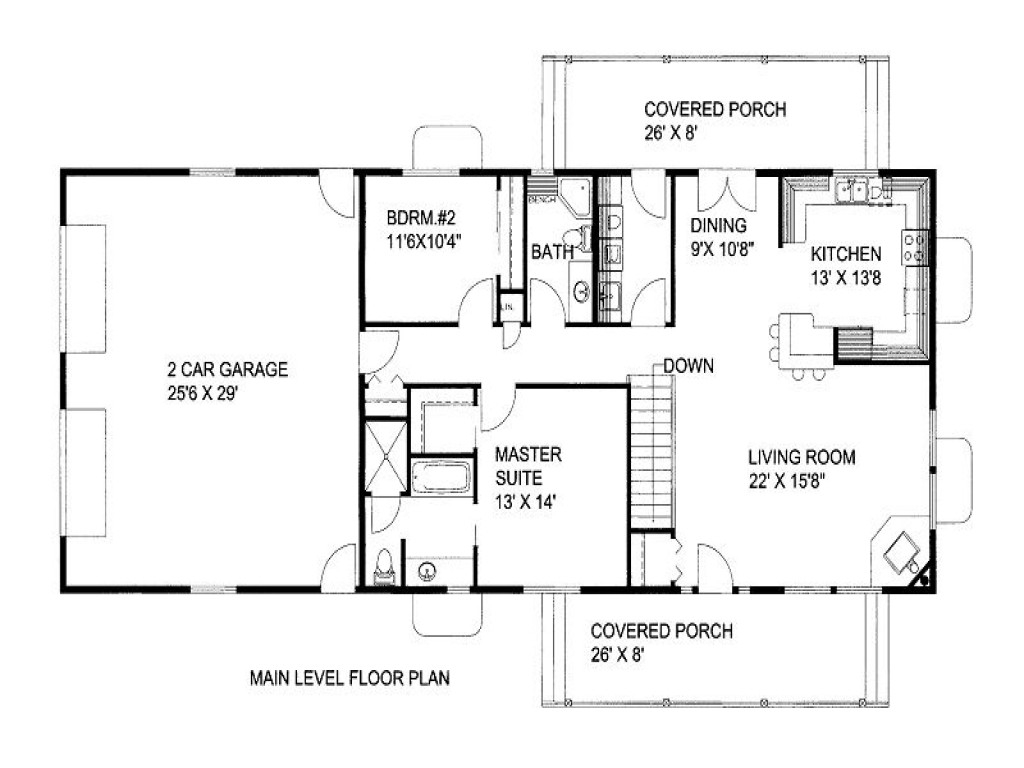 COVERED PORCH
26' X 8'
BDRM.#2
11'6X10'4"
BENCH
BATH
LIN.
DINING
9'X 10'8"
KITCHEN
13' X 13'8
2 CAR GARAGE
25'6 X 29'
DOWN
MASTER
SUITE
13' X 14'
LIVING ROOM
22' X 15'8"
COVERED PORCH
26' X 8'
MAIN LEVEL FLOOR PLAN